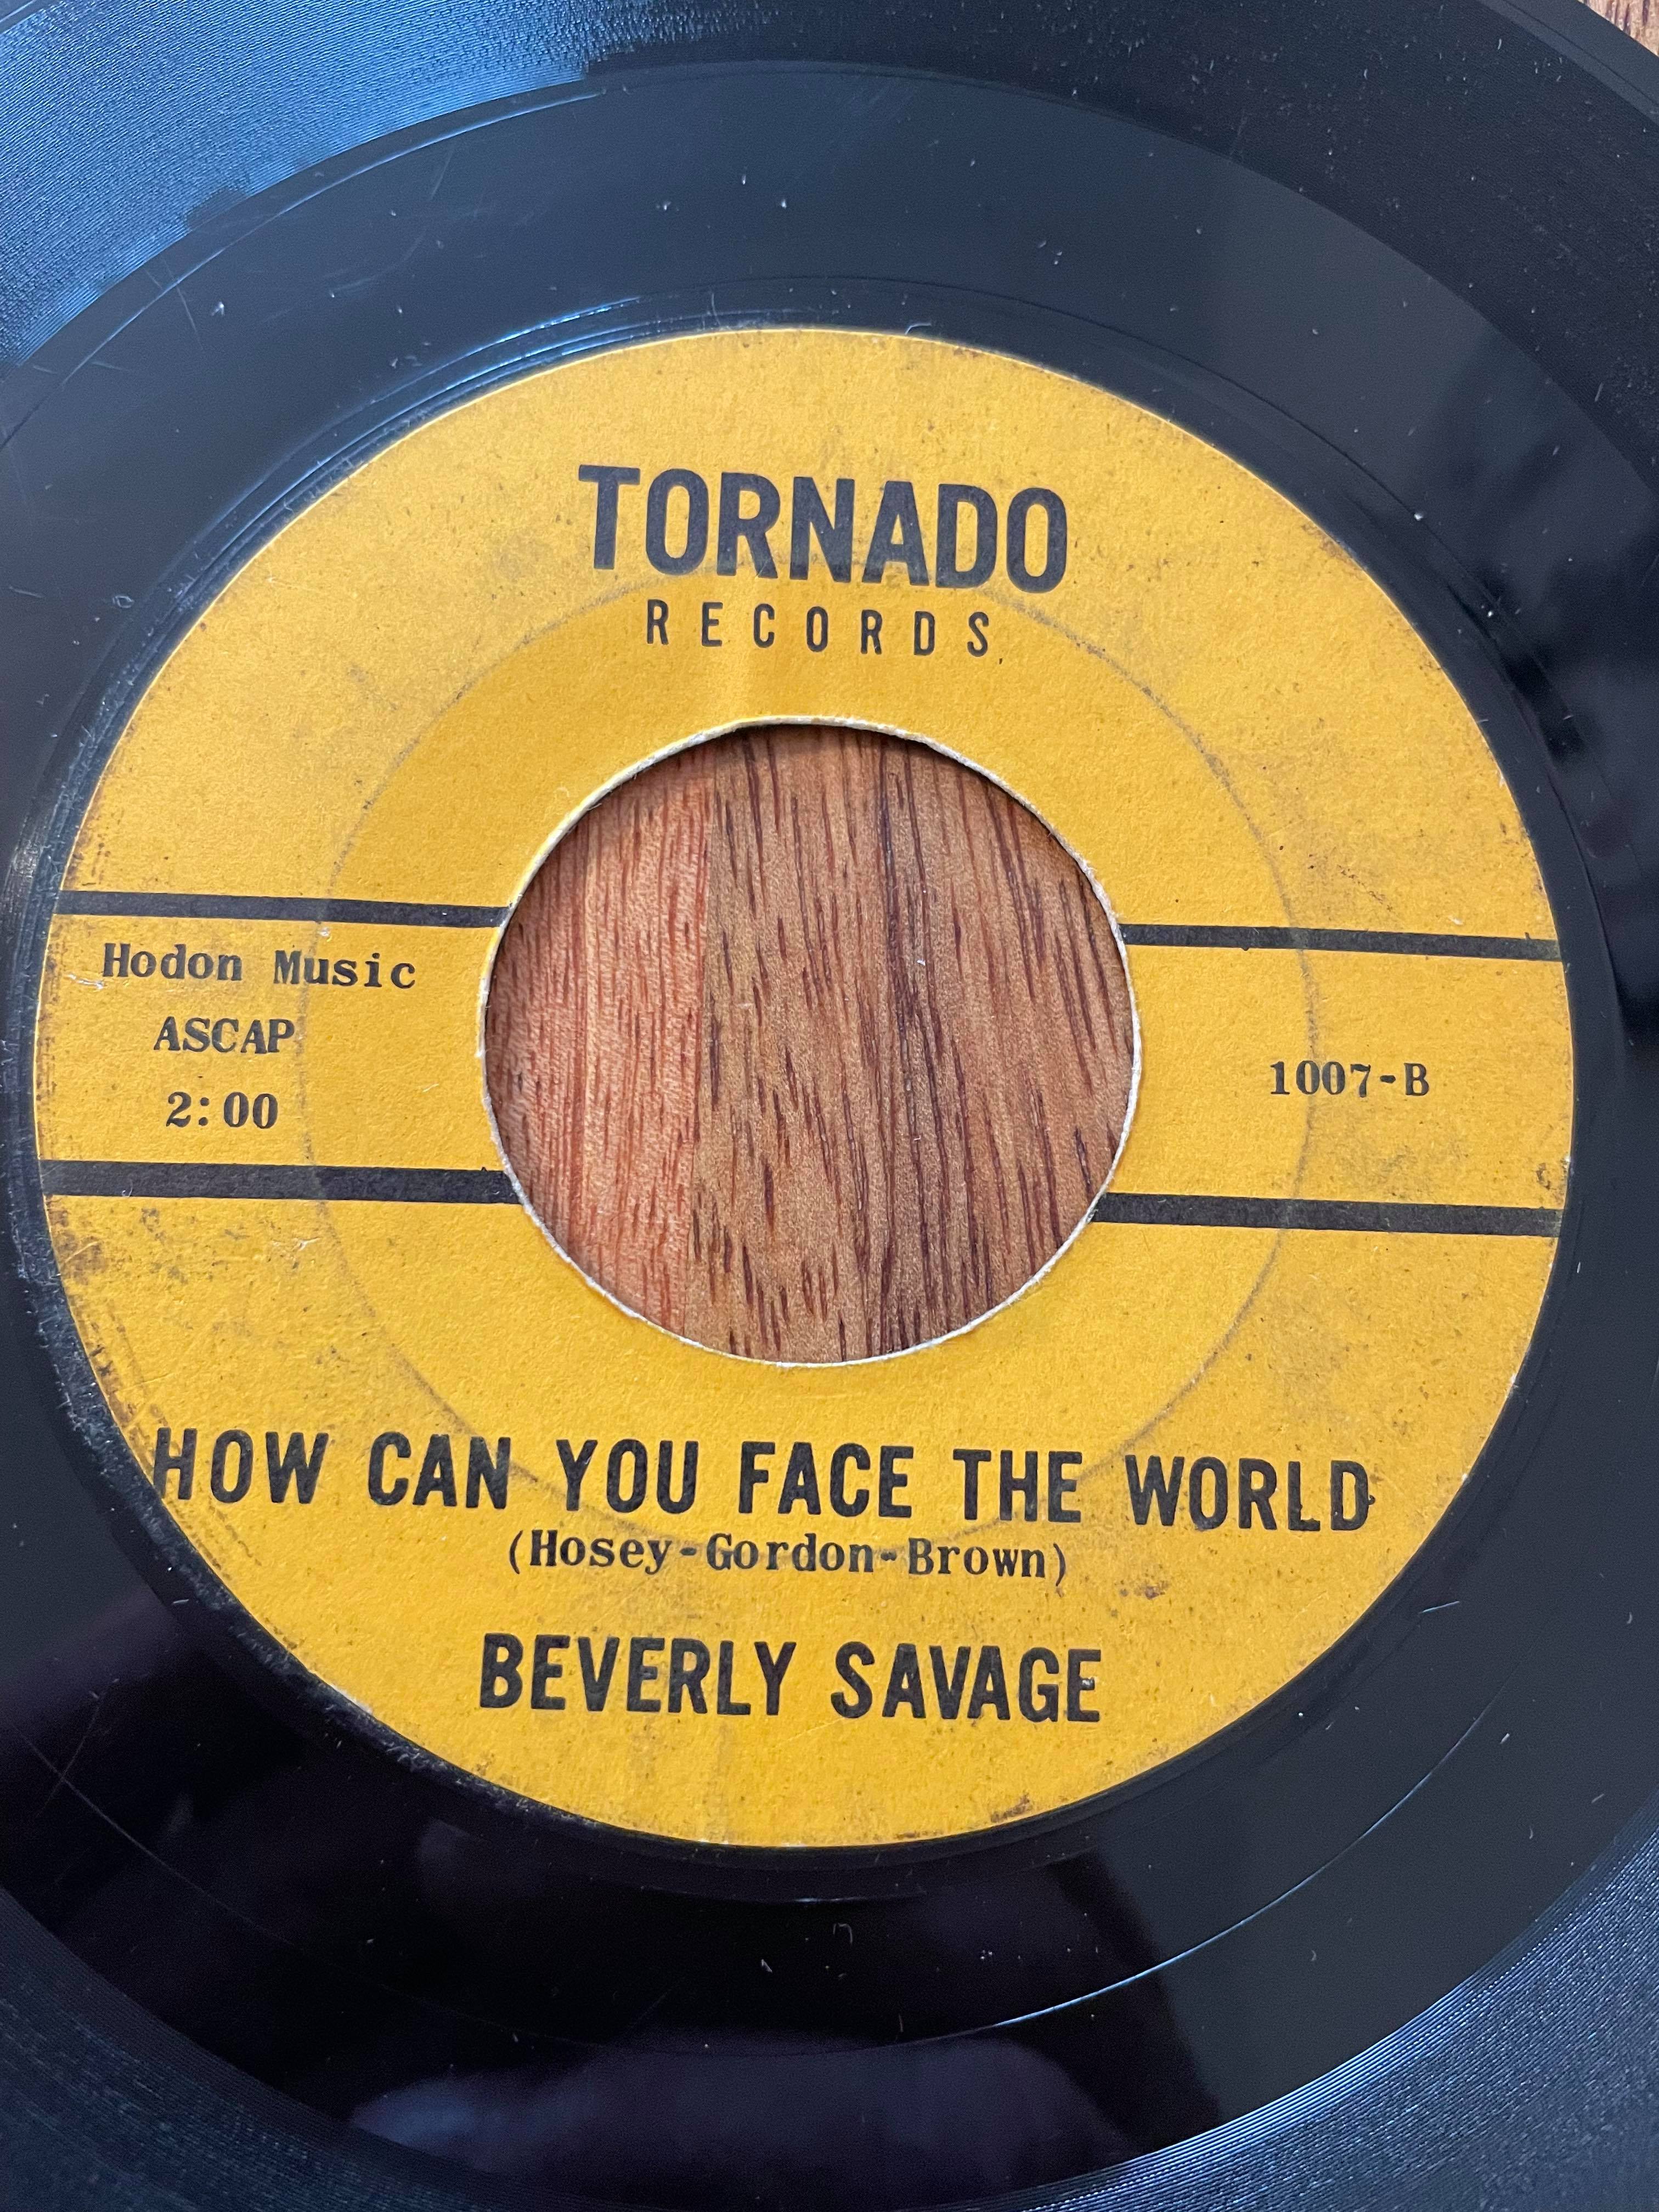 TORNADO
RECORDS
Hodon Music
ASCAP
2:00
1007-B
HOW CAN YOU FACE THE WORLD
(Hosey-Gordon-Brown)
BEVERLY SAVAGE